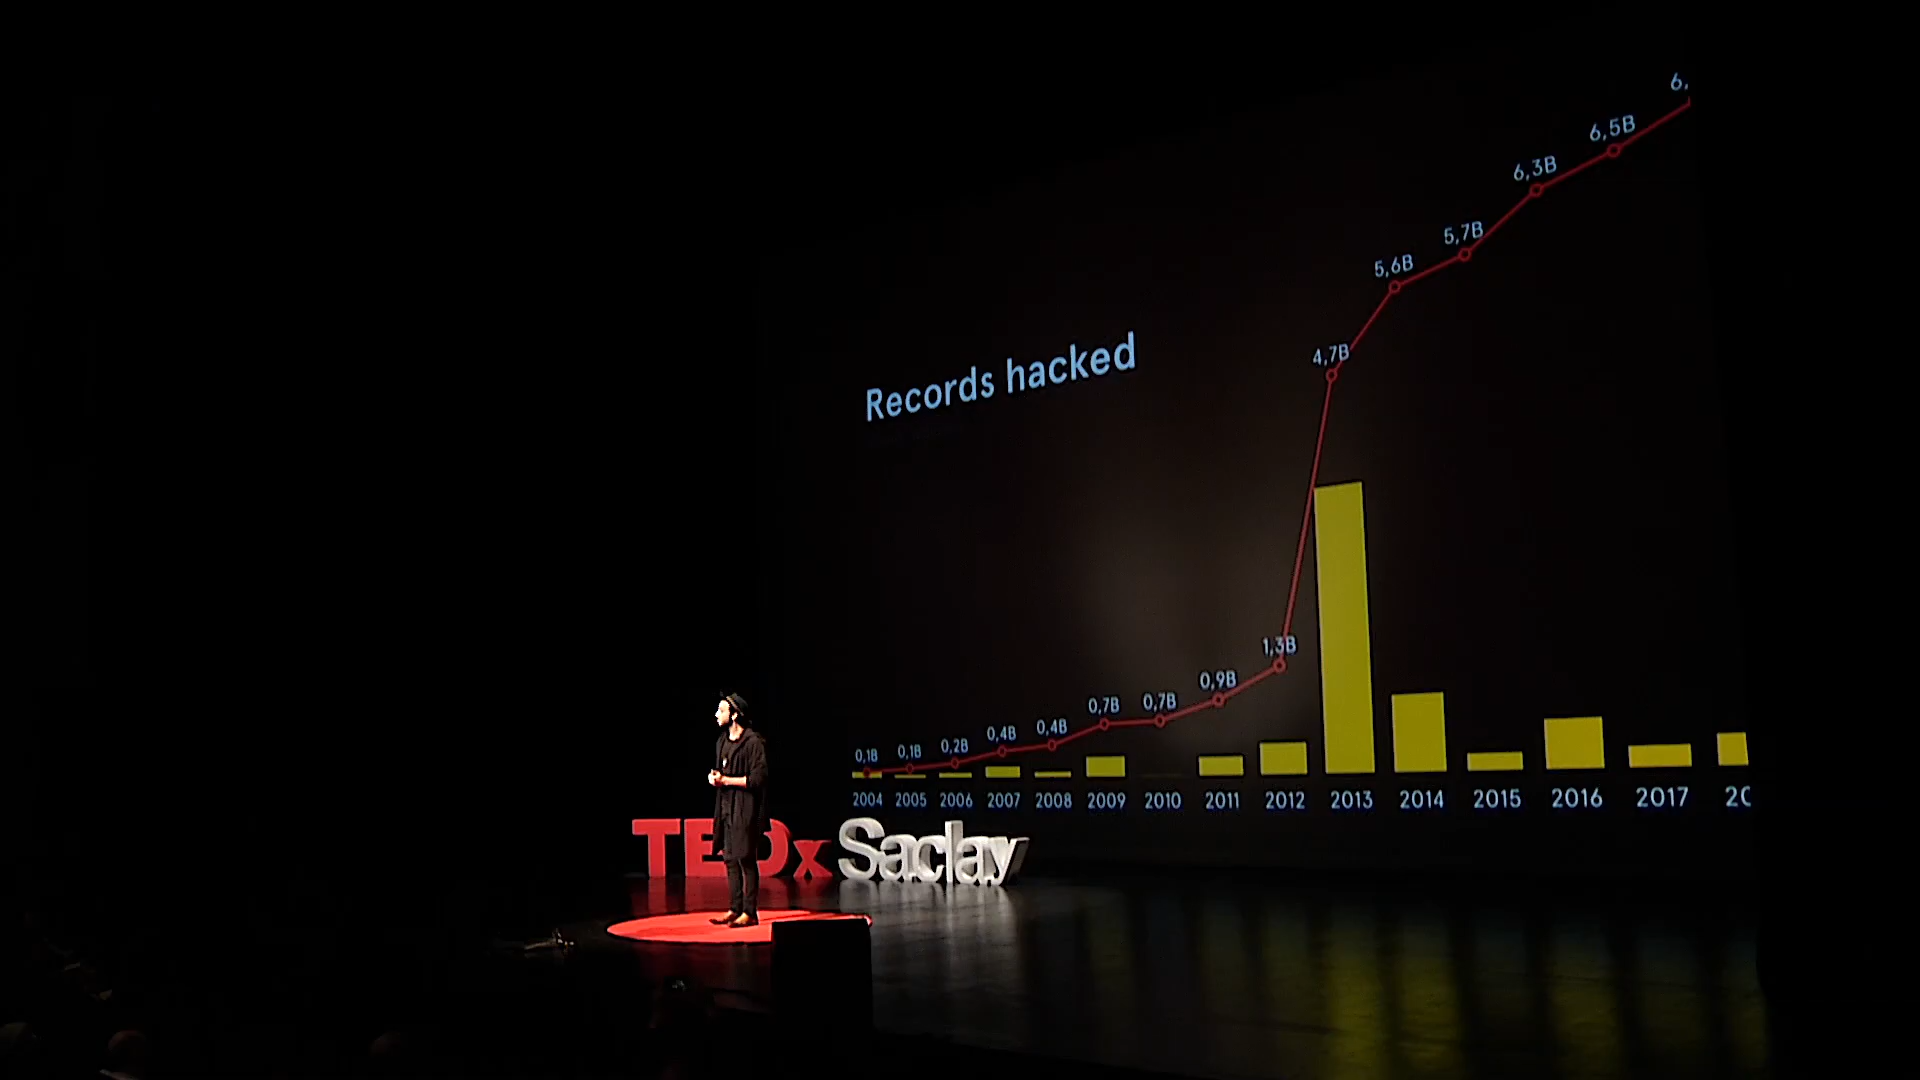 Records hacked
0,1B 0,1B 0,2B 0,4B 0,4B 0,7B 0,7B 0,9B 1,3B 4,7B 5,6B 5,7B 6,3B 6,5B 6,
2004 2005 2006 2007 2008 2009 2010 2011 2012 2013 2014 2015 2016 2017 20
TEDx Saclay